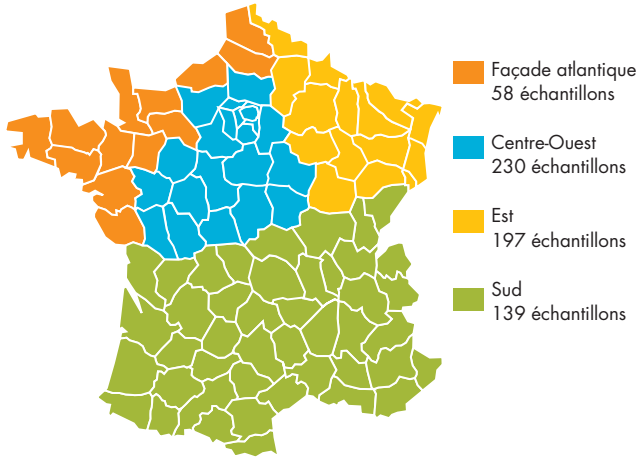 Façade atlantique
58 échantillons
Centre-Ouest
230 échantillons
Est
197 échantillons
Sud
139 échantillons